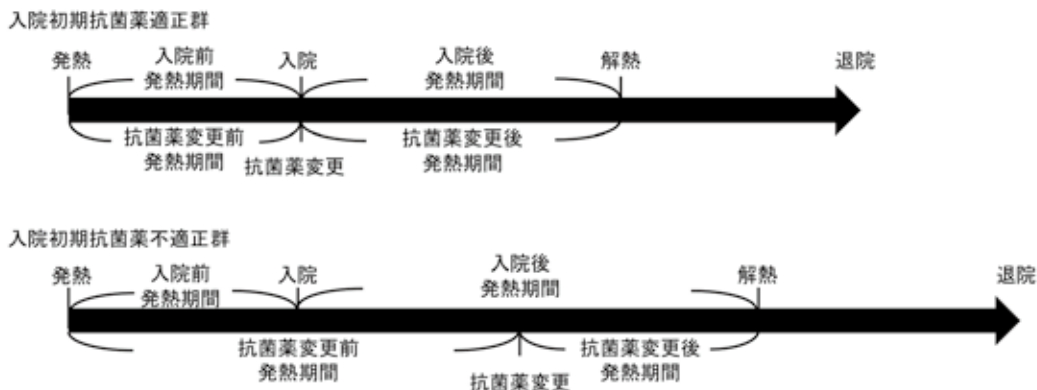 入院初期抗菌薬適正群
発熱
入院前
発熱期間
入院
入院後
発熱期間
解熱
退院
抗菌薬変更前
発熱期間
抗菌薬変更
抗菌薬変更後
発熱期間
入院初期抗菌薬不適正群
発熱
入院前
発熱期間
入院
入院後
発熱期間
解熱
退院
抗菌薬変更前
発熱期間
抗菌薬変更
抗菌薬変更後
発熱期間